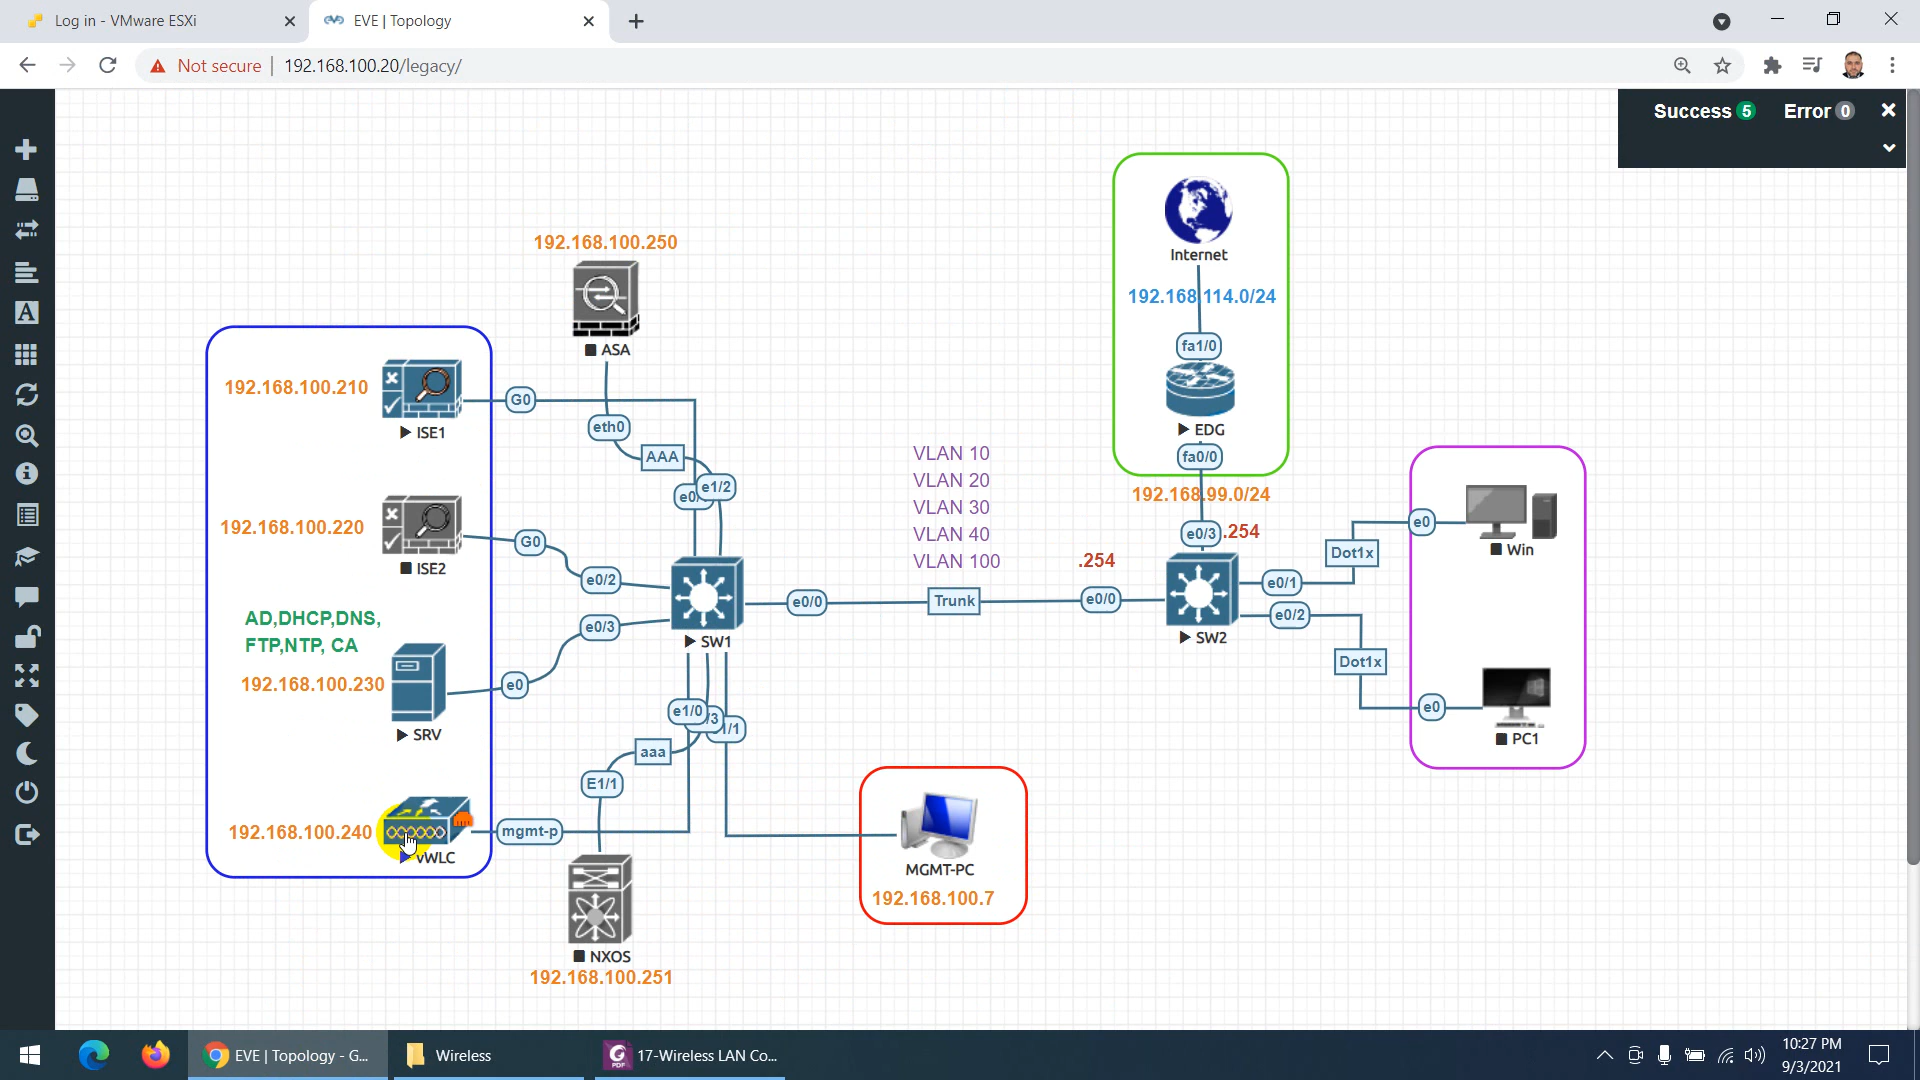 Log in - VMware ESXi
EVE | Topology
Not secure
192.168.100.20/legacy/
Success 5
Error 0
Internet
192.168.114.0/24
fa1/0
EDG
fa0/0
192.168.99.0/24
e0/3
.254
192.168.100.250
ASA
eth0
AAA
e1/2
192.168.100.210
ISE1
G0
192.168.100.220
ISE2
G0
e0/2
AD,DHCP,DNS,
FTP,NTP, CA
192.168.100.230
SRV
e0
e0/3
192.168.100.240
vWLC
mgmt-p
SW1
e0/0
VLAN 10
VLAN 20
VLAN 30
VLAN 40
VLAN 100
Trunk
.254
e0/0
SW2
e0/1
Dot1x
e0
Win
e0/2
Dot1x
e0
PC1
e1/0
aaa
E1/1
NXOS
192.168.100.251
MGMT-PC
192.168.100.7
EVE | Topology - G...
Wireless
17-Wireless LAN Co...
10:27 PM
9/3/2021